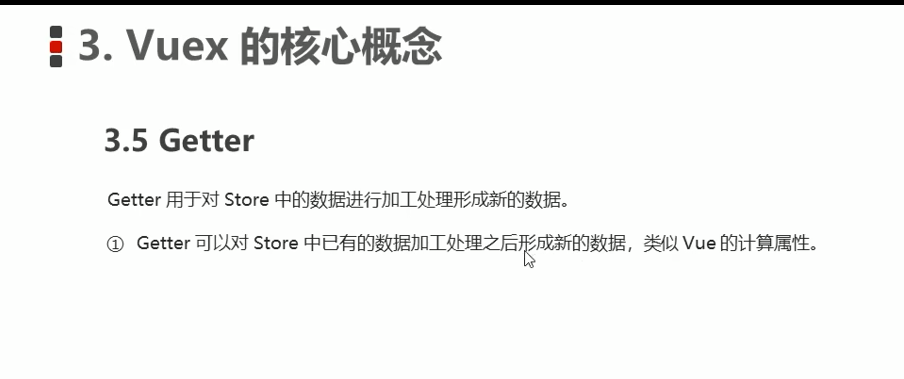 3. Vuex 的核心概念
3.5 Getter
Getter 用于对 Store 中的数据进行加工处理形成新的数据。
① Getter 可以对 Store 中已有的数据加工处理之后形成新的数据，类似 Vue 的计算属性。